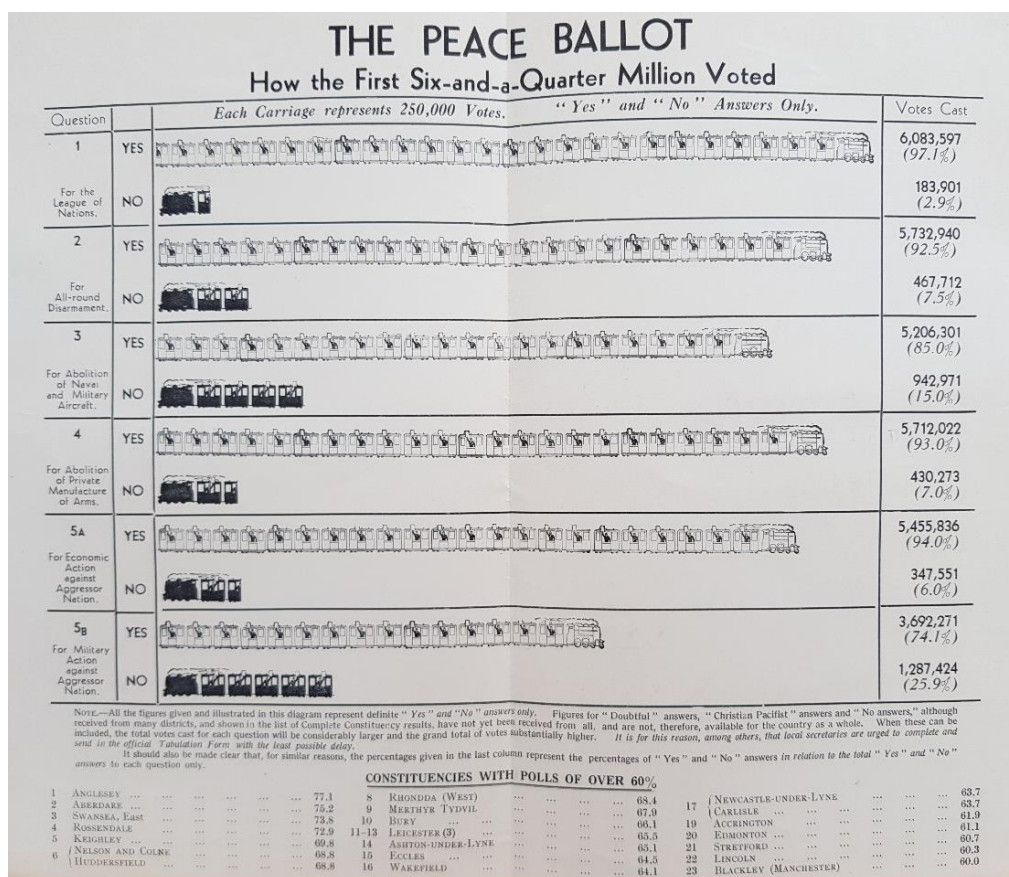 THE PEACE BALLOT
How the First Six-and-a-Quarter Million Voted
Question
Each Carriage represents 250,000 Votes. "Yes" and "No" Answers Only.
Votes Cast
1
YES
6,083,597
(97.1%)
For the
League of
Nations.
NO
183,901
(2.9%)
2
YES
5,732,940
(92.5%)
For
All-round
Disarmament.
NO
467,712
(7.5%)
3
YES
5,206,301
(85.0%)
For Abolition
of Naval
and Military
Aircraft.
NO
942,971
(15.0%)
4
YES
5,712,022
(93.0%)
For Abolition
of Private
Manufacture
of Arms.
NO
430,273
(7.0%)
5A
YES
5,455,836
(94.0%)
For Economic
Action
against
Aggressor
Nation.
NO
347,551
(6.0%)
5B
YES
3,692,271
(74.1%)
For Military
Action
against
Aggressor
Nation.
NO
1,287,424
(25.9%)
NOTE.—All the figures given and illustrated in this diagram represent definite "Yes" and "No" answers only. Figures for "Doubtful" answers, "Christian Pacifist" answers and "No answers," although
received from many districts, and shown in the list of Complete Constituency results, have not yet been received from all, and are not, therefore, available for the country as a whole. When these can be
included, the total votes cast for each question will be considerably larger and the grand total of votes substantially higher. It is for this reason, among others, that local secretaries are urged to complete and
send in the official Tabulation Form with the least possible delay.
It should also be made clear that, for similar reasons, the percentages given in the last column represent the percentages of "Yes" and "No" answers in relation to the total "Yes" and "No"
answers to each question only.
CONSTITUENCIES WITH POLLS OF OVER 60%
1 ANGLESEY ... 77.1
2 ABERDARE ... 75.2
3 SWANSEA, East ... 73.8
4 ROSSENDALE ... 72.9
5 KEIGHLEY ... 69.8
6 { NELSON AND COLNE ... 68.8
HUDDERSFIELD ... 68.8
8 RHONDDA (WEST) ... 68.4
9 MERTHYR TYDVIL ... 67.9
10 BURY ... 66.1
11-13 LEICESTER (3) ... 65.5
14 ASHTON-UNDER-LYNE ... 65.1
15 ECCLES ... 64.5
16 WAKEFIELD ... 64.1
17 { NEWCASTLE-UNDER-LYNE ... 63.7
CARLISLE ... 63.7
19 ACCRINGTON ... 61.9
20 EDMONTON ... 61.1
21 STRETFORD ... 60.7
22 LINCOLN ... 60.3
23 BLACKLEY (MANCHESTER) ... 60.0